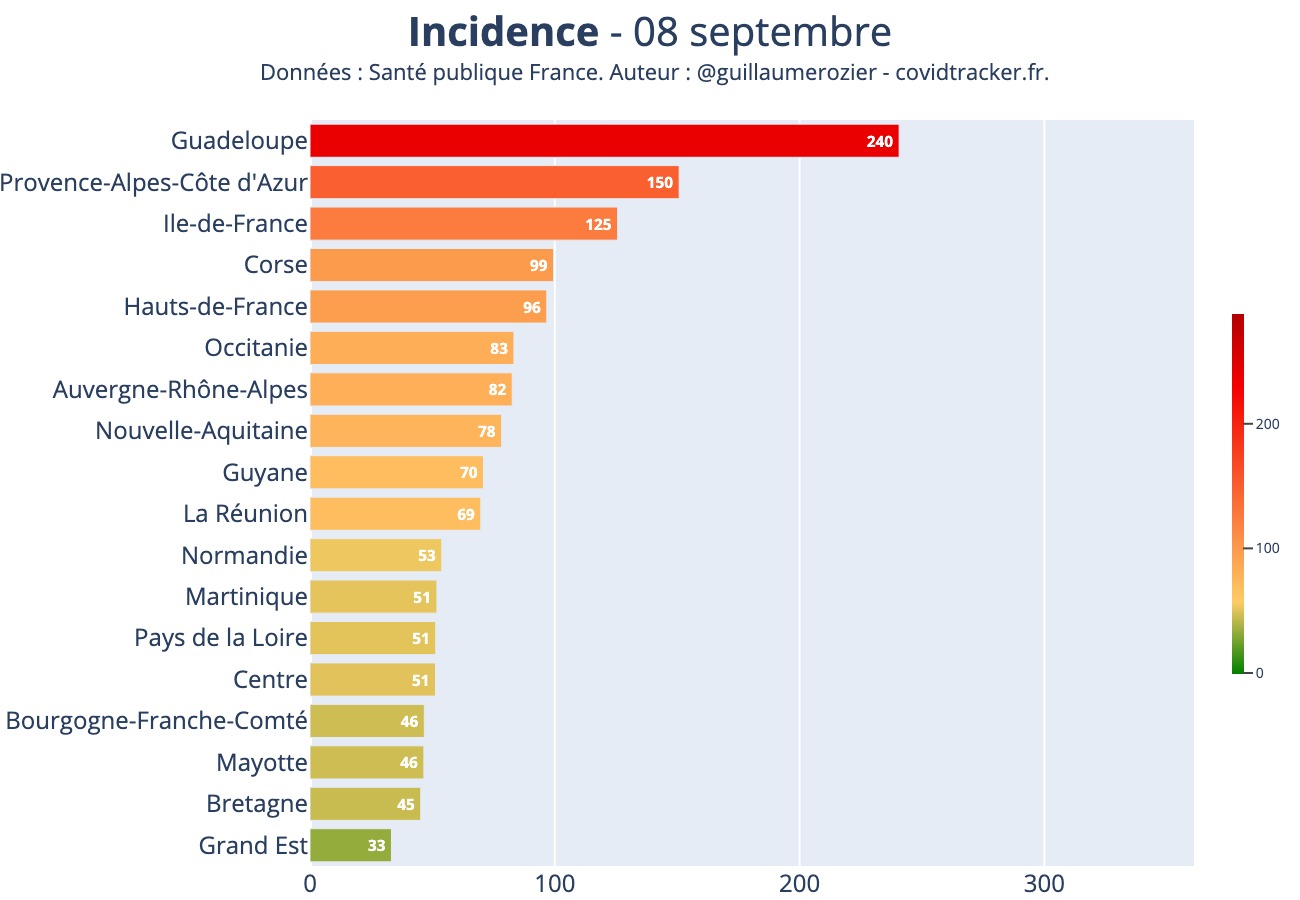 Incidence - 08 septembre
Données : Santé publique France. Auteur : @guillaumerozier - covidtracker.fr.
Guadeloupe 240
Provence-Alpes-Côte d'Azur 150
Ile-de-France 125
Corse 99
Hauts-de-France 96
Occitanie 83
Auvergne-Rhône-Alpes 82
Nouvelle-Aquitaine 78
Guyane 70
La Réunion 69
Normandie 53
Martinique 51
Pays de la Loire 51
Centre 51
Bourgogne-Franche-Comté 46
Mayotte 46
Bretagne 45
Grand Est 33
0 100 200 300
200
100
0